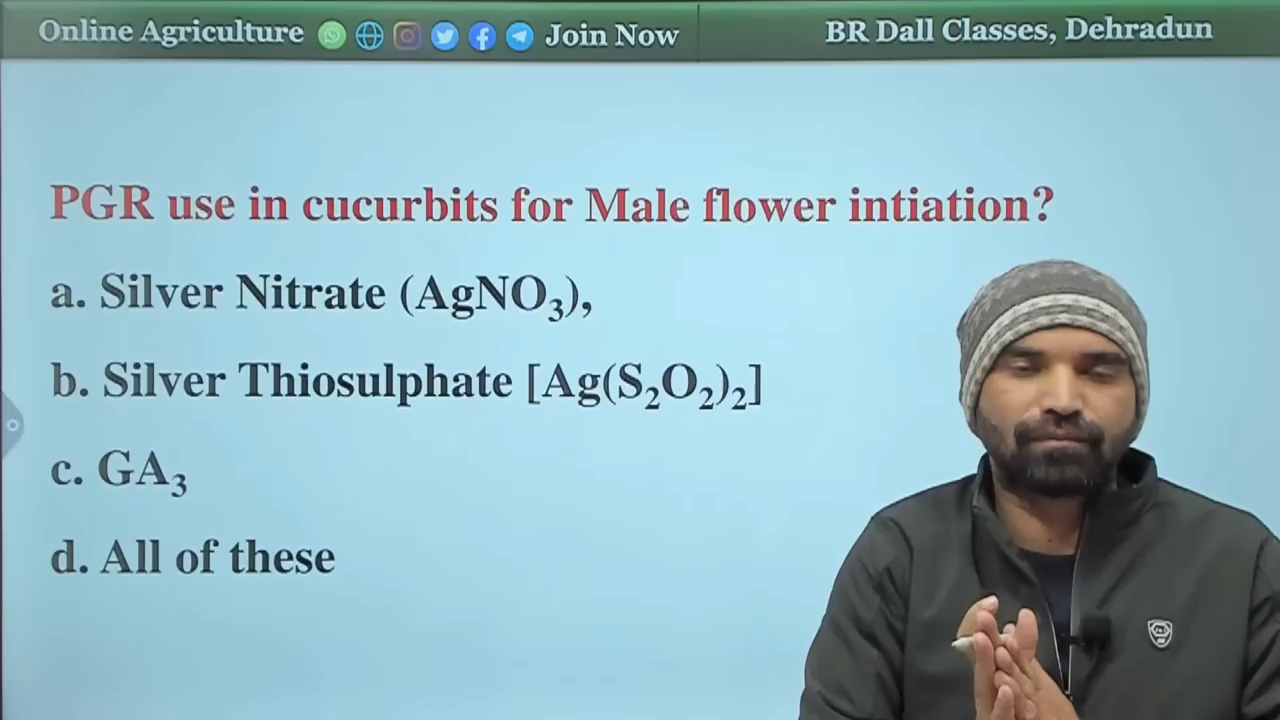 Online Agriculture Join Now BR Dall Classes, Dehradun
PGR use in cucurbits for Male flower intiation?
a. Silver Nitrate (AgNO₃),
b. Silver Thiosulphate [Ag(S₂O₂)₂]
c. GA₃
d. All of these